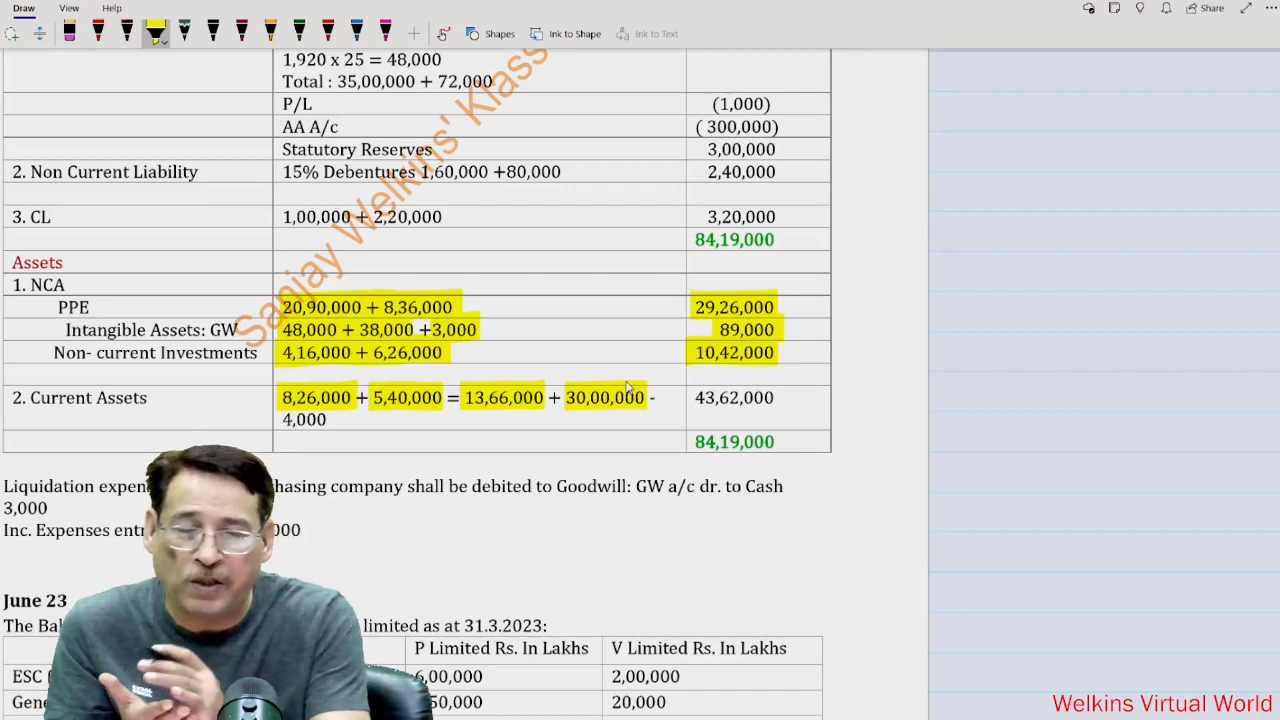 Draw View Help
Share
Shapes Ink to Shape Ink to Text
1,920 x 25 = 48,000
Total : 35,00,000 + 72,000
P/L (1,000)
AA A/c ( 300,000)
Statutory Reserves 3,00,000
2. Non Current Liability 15% Debentures 1,60,000 +80,000 2,40,000
3. CL 1,00,000 + 2,20,000 3,20,000
84,19,000
Assets
1. NCA
PPE 20,90,000 + 8,36,000 29,26,000
Intangible Assets: GW 48,000 + 38,000 +3,000 89,000
Non- current Investments 4,16,000 + 6,26,000 10,42,000
2. Current Assets 8,26,000 + 5,40,000 = 13,66,000 + 30,00,000 - 43,62,000
4,000
84,19,000
Sanjay Welkins' Klass
Liquidation company shall be debited to Goodwill: GW a/c dr. to Cash
3,000
Inc. Expenses
June 23
The limited as at 31.3.2023:
P Limited Rs. In Lakhs V Limited Rs. In Lakhs
ESC 6,00,000 2,00,000
20,000
Welkins Virtual World